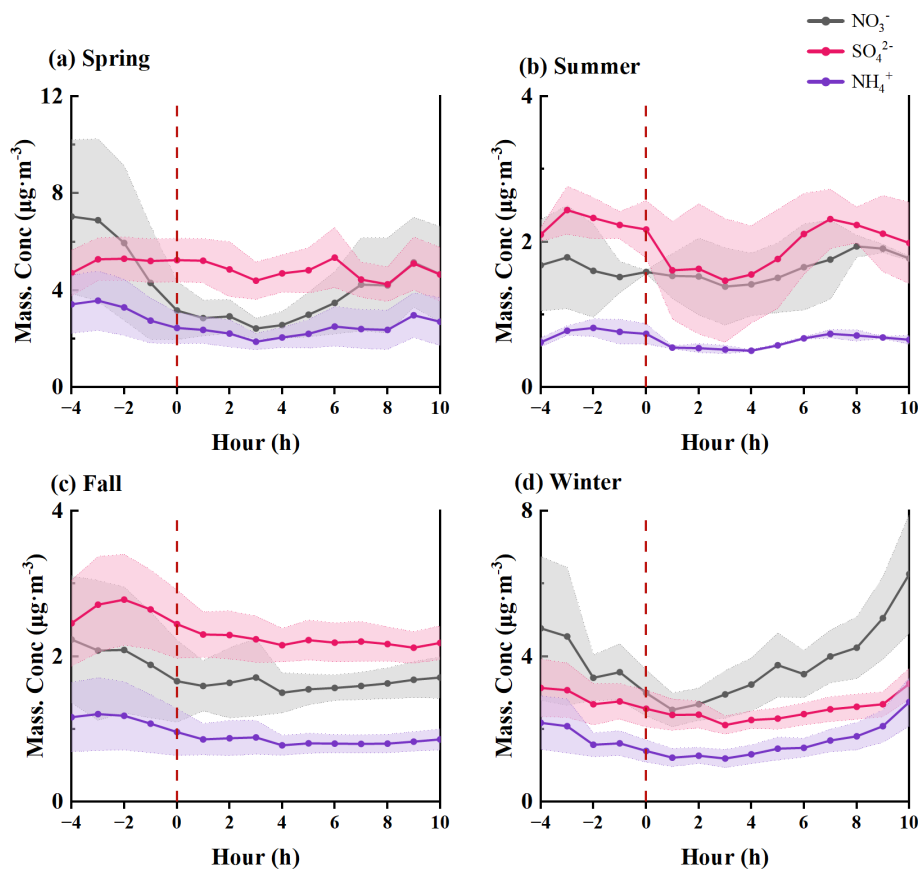 NO₃⁻
SO₄²⁻
NH₄⁺
(a) Spring
Mass. Conc (μg·m⁻³)
12
8
4
0
−4 −2 0 2 4 6 8 10
Hour (h)
(b) Summer
Mass. Conc (μg·m⁻³)
4
2
0
−4 −2 0 2 4 6 8 10
Hour (h)
(c) Fall
Mass. Conc (μg·m⁻³)
4
2
0
−4 −2 0 2 4 6 8 10
Hour (h)
(d) Winter
Mass. Conc (μg·m⁻³)
8
4
0
−4 −2 0 2 4 6 8 10
Hour (h)